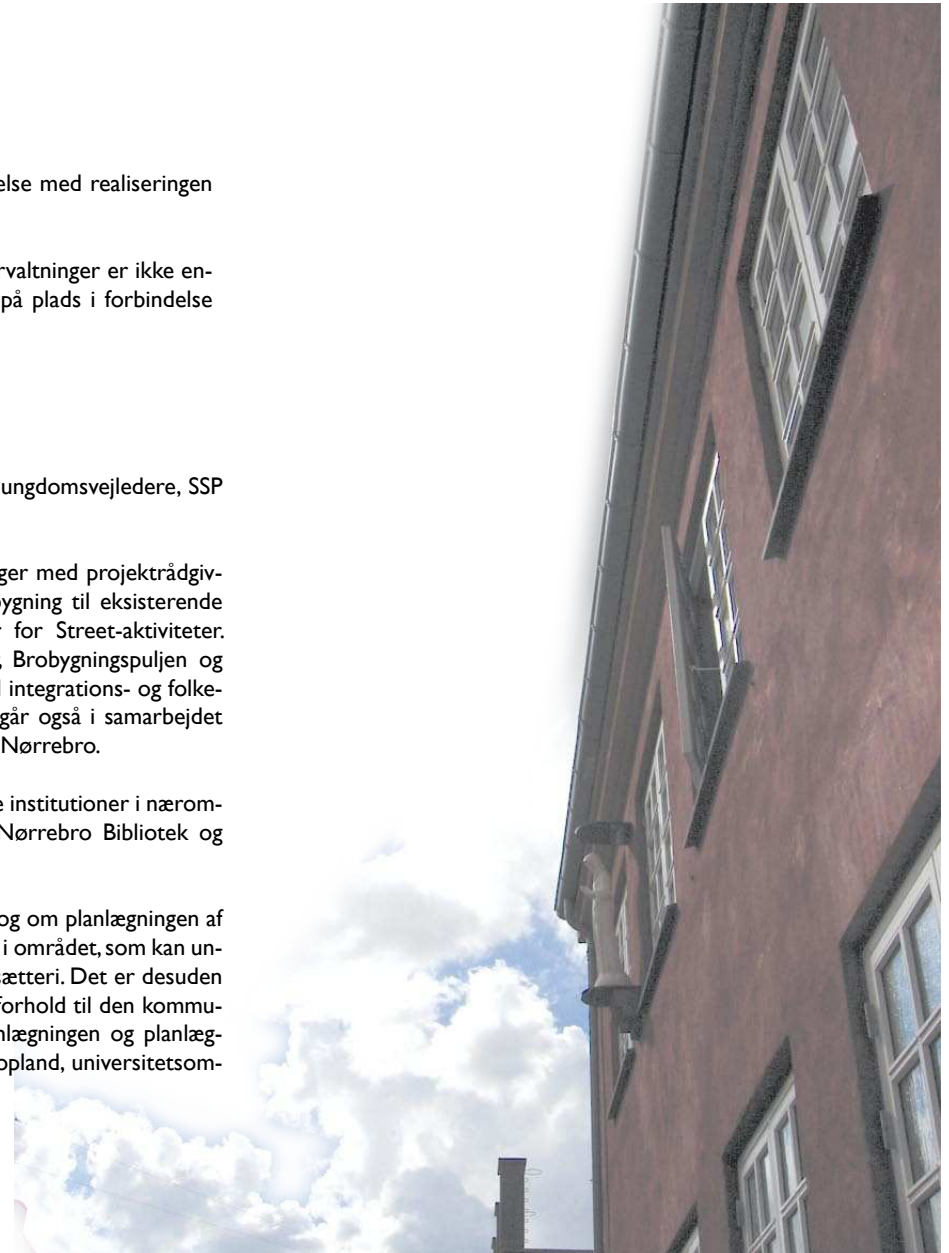 else med realiseringen
rvaltninger er ikke en-
på plads i forbindelse
ungdomsvejledere, SSP
ger med projektrådgiv-
bygning til eksisterende
for Street-aktiviteter.
Brobygningspuljen og
integrations- og folke-
går også i samarbejdet
Nørrebro.
e institutioner i nærom-
Nørrebro Bibliotek og
og om planlægningen af
i området, som kan un-
sætteri. Det er desuden
forhold til den kommu-
nlægningen og planlæg-
opland, universitetsom-